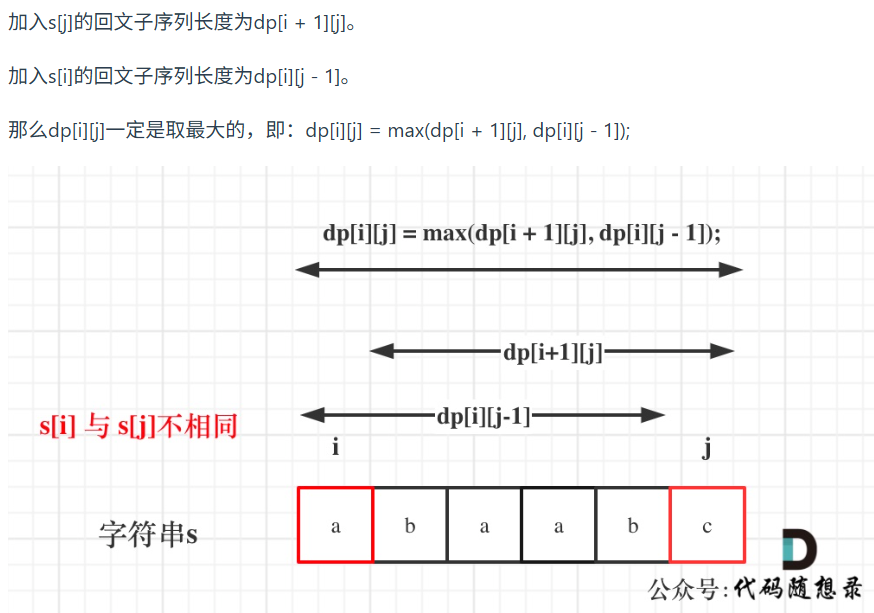 加入s[j]的回文子序列长度为dp[i + 1][j]。
加入s[i]的回文子序列长度为dp[i][j - 1]。
那么dp[i][j]一定是取最大的，即：dp[i][j] = max(dp[i + 1][j], dp[i][j - 1]);
dp[i][j] = max(dp[i + 1][j], dp[i][j - 1]);
dp[i+1][j]
dp[i][j-1]
s[i] 与 s[j]不相同
i j
字符串s a b a a b c
公众号:代码随想录